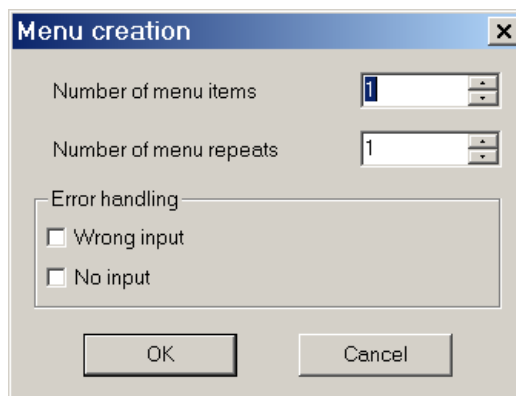 Menu creation
Number of menu items 1
Number of menu repeats 1
Error handling
Wrong input
No input
OK Cancel